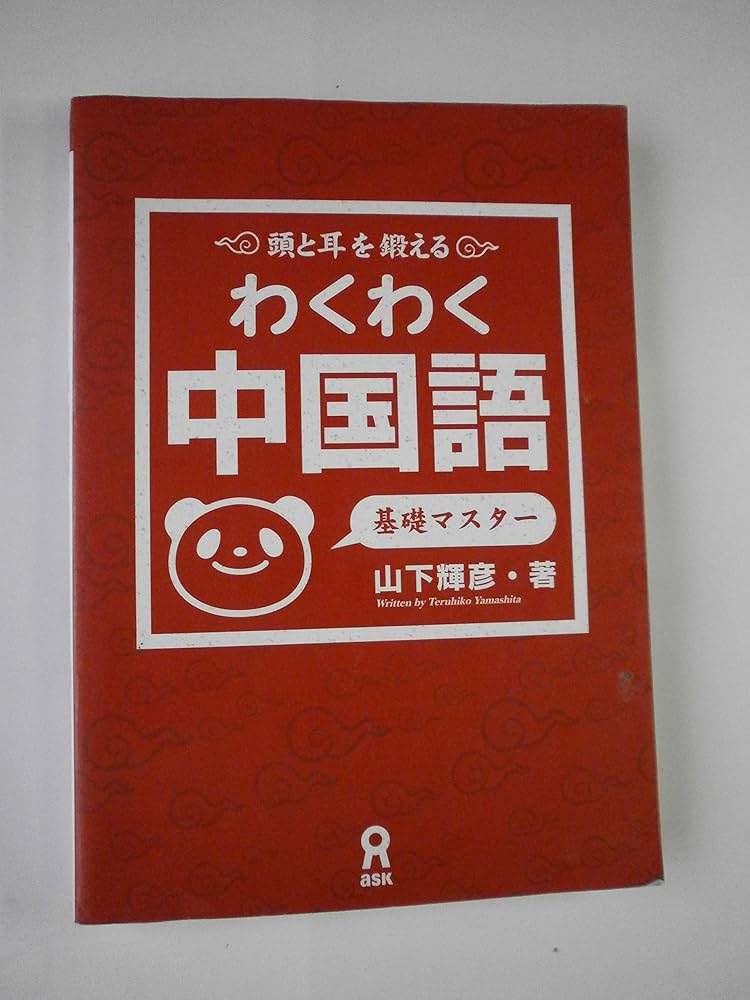 頭と耳を鍛える
わくわく
中国語
基礎マスター
山下輝彦・著
Written by Teruhiko Yamashita
ask